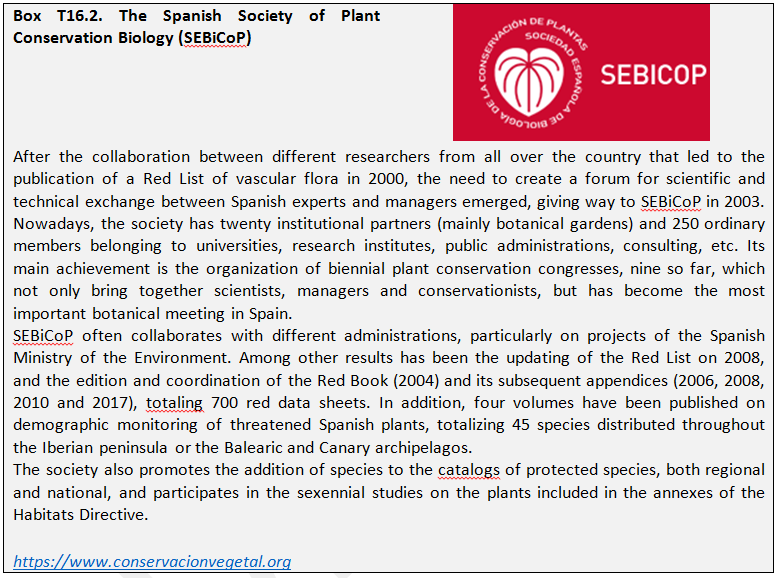 Box T16.2. The Spanish Society of Plant
Conservation Biology (SEBiCoP)
SOCIEDAD ESPAÑOLA DE BIOLOGÍA DE LA CONSERVACIÓN DE PLANTAS
SEBICOP
After the collaboration between different researchers from all over the country that led to the
publication of a Red List of vascular flora in 2000, the need to create a forum for scientific and
technical exchange between Spanish experts and managers emerged, giving way to SEBiCoP in 2003.
Nowadays, the society has twenty institutional partners (mainly botanical gardens) and 250 ordinary
members belonging to universities, research institutes, public administrations, consulting, etc. Its
main achievement is the organization of biennial plant conservation congresses, nine so far, which
not only bring together scientists, managers and conservationists, but has become the most
important botanical meeting in Spain.
SEBiCoP often collaborates with different administrations, particularly on projects of the Spanish
Ministry of the Environment. Among other results has been the updating of the Red List on 2008,
and the edition and coordination of the Red Book (2004) and its subsequent appendices (2006, 2008,
2010 and 2017), totaling 700 red data sheets. In addition, four volumes have been published on
demographic monitoring of threatened Spanish plants, totalizing 45 species distributed throughout
the Iberian peninsula or the Balearic and Canary archipelagos.
The society also promotes the addition of species to the catalogs of protected species, both regional
and national, and participates in the sexennial studies on the plants included in the annexes of the
Habitats Directive.
https://www.conservacionvegetal.org